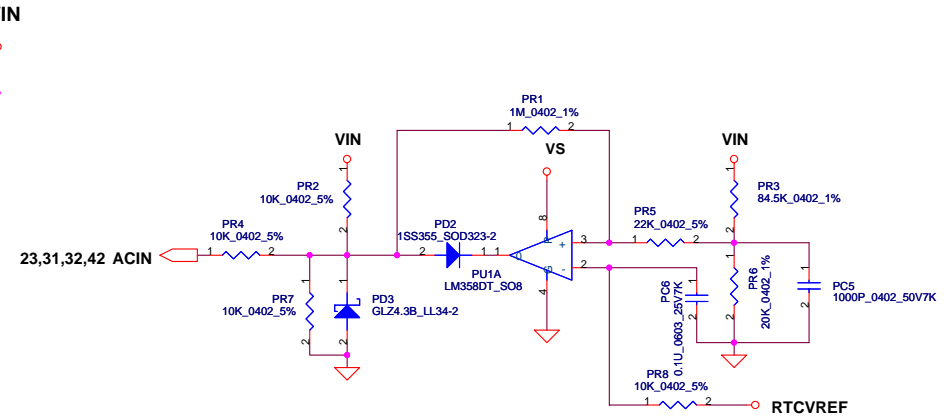 VIN
PR1
1M_0402_1%
1 2
VIN
VS
VIN
1
PR2
10K_0402_5%
2
1
PR3
84.5K_0402_1%
2
PR4
10K_0402_5%
1 2
23,31,32,42 ACIN
PD2
1SS355_SOD323-2
2 1
1
8
P
+
3
O
-
2
G
4
PU1A
LM358DT_SO8
PR5
22K_0402_5%
1 2
1
PR7
10K_0402_5%
2
1
PD3
GLZ4.3B_LL34-2
2
1
PC6
0.1U_0603_25V7K
2
1
PR6
20K_0402_1%
2
1
PC5
1000P_0402_50V7K
2
PR8
10K_0402_5%
1 2
RTCVREF